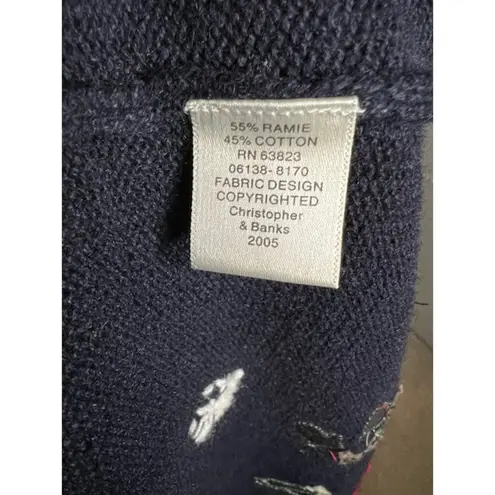 55% RAMIE
45% COTTON
RN 63823
06138-8170
FABRIC DESIGN
COPYRIGHTED
Christopher
& Banks
2005